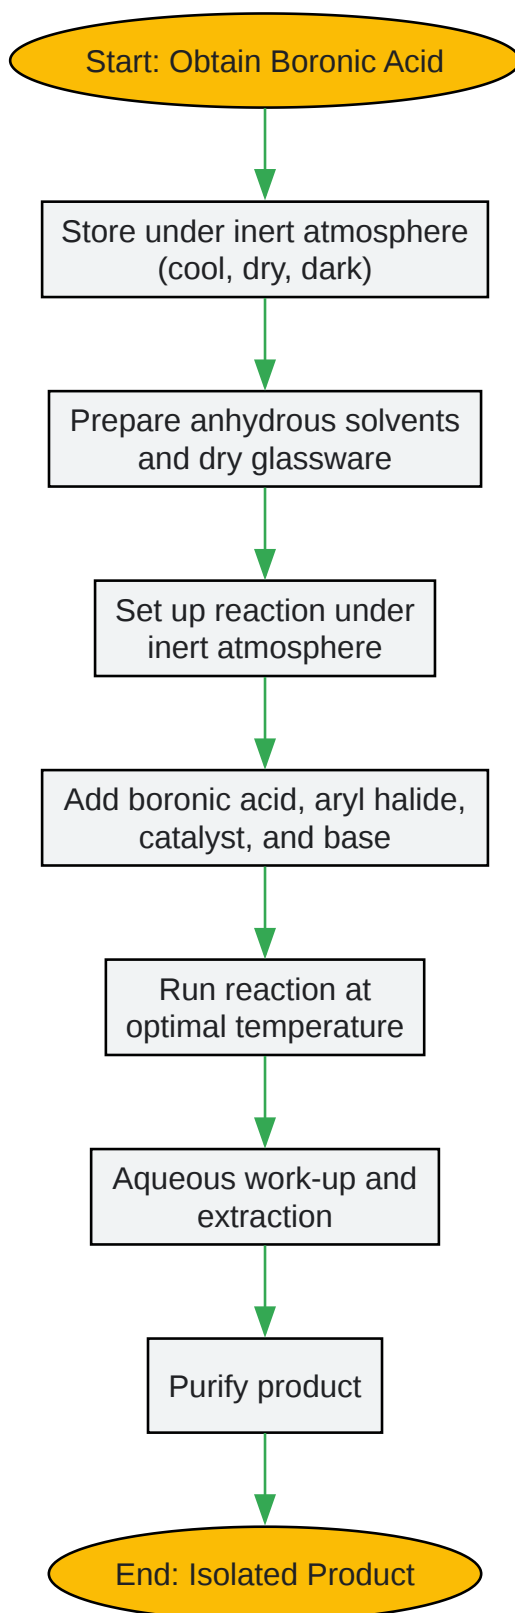 Start: Obtain Boronic Acid
Store under inert atmosphere
(cool, dry, dark)
Prepare anhydrous solvents
and dry glassware
Set up reaction under
inert atmosphere
Add boronic acid, aryl halide,
catalyst, and base
Run reaction at
optimal temperature
Aqueous work-up and
extraction
Purify product
End: Isolated Product